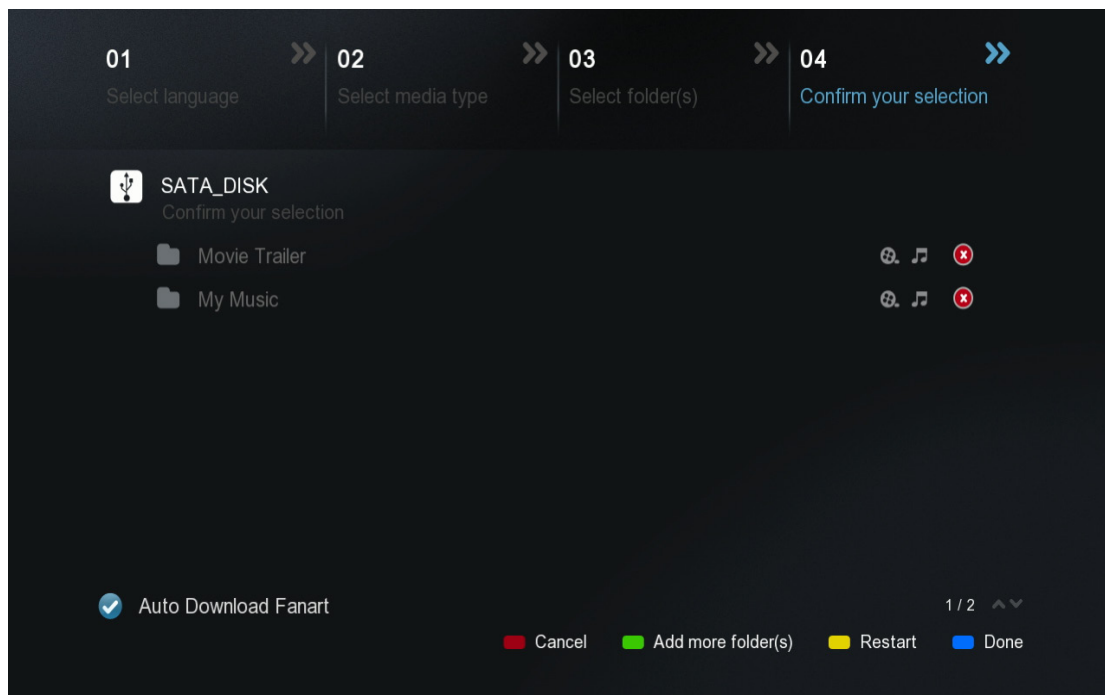 01
Select language
02
Select media type
03
Select folder(s)
04
Confirm your selection
SATA_DISK
Confirm your selection
Movie Trailer
My Music
Auto Download Fanart
1 / 2
Cancel
Add more folder(s)
Restart
Done